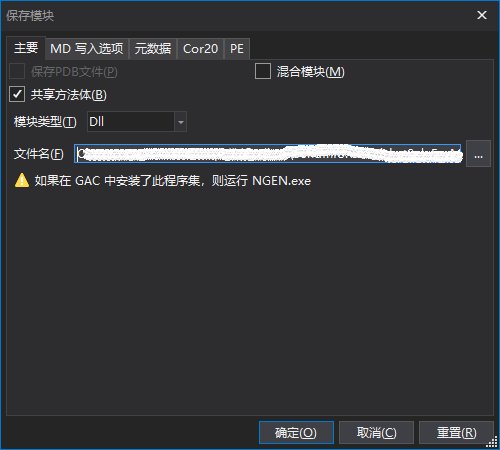 保存模块
主要 MD 写入选项 元数据 Cor20 PE
保存PDB文件(P) 混合模块(M)
共享方法体(B)
模块类型(T) Dll
文件名(F) ...
如果在 GAC 中安装了此程序集，则运行 NGEN.exe
确定(O) 取消(C) 重置(R)